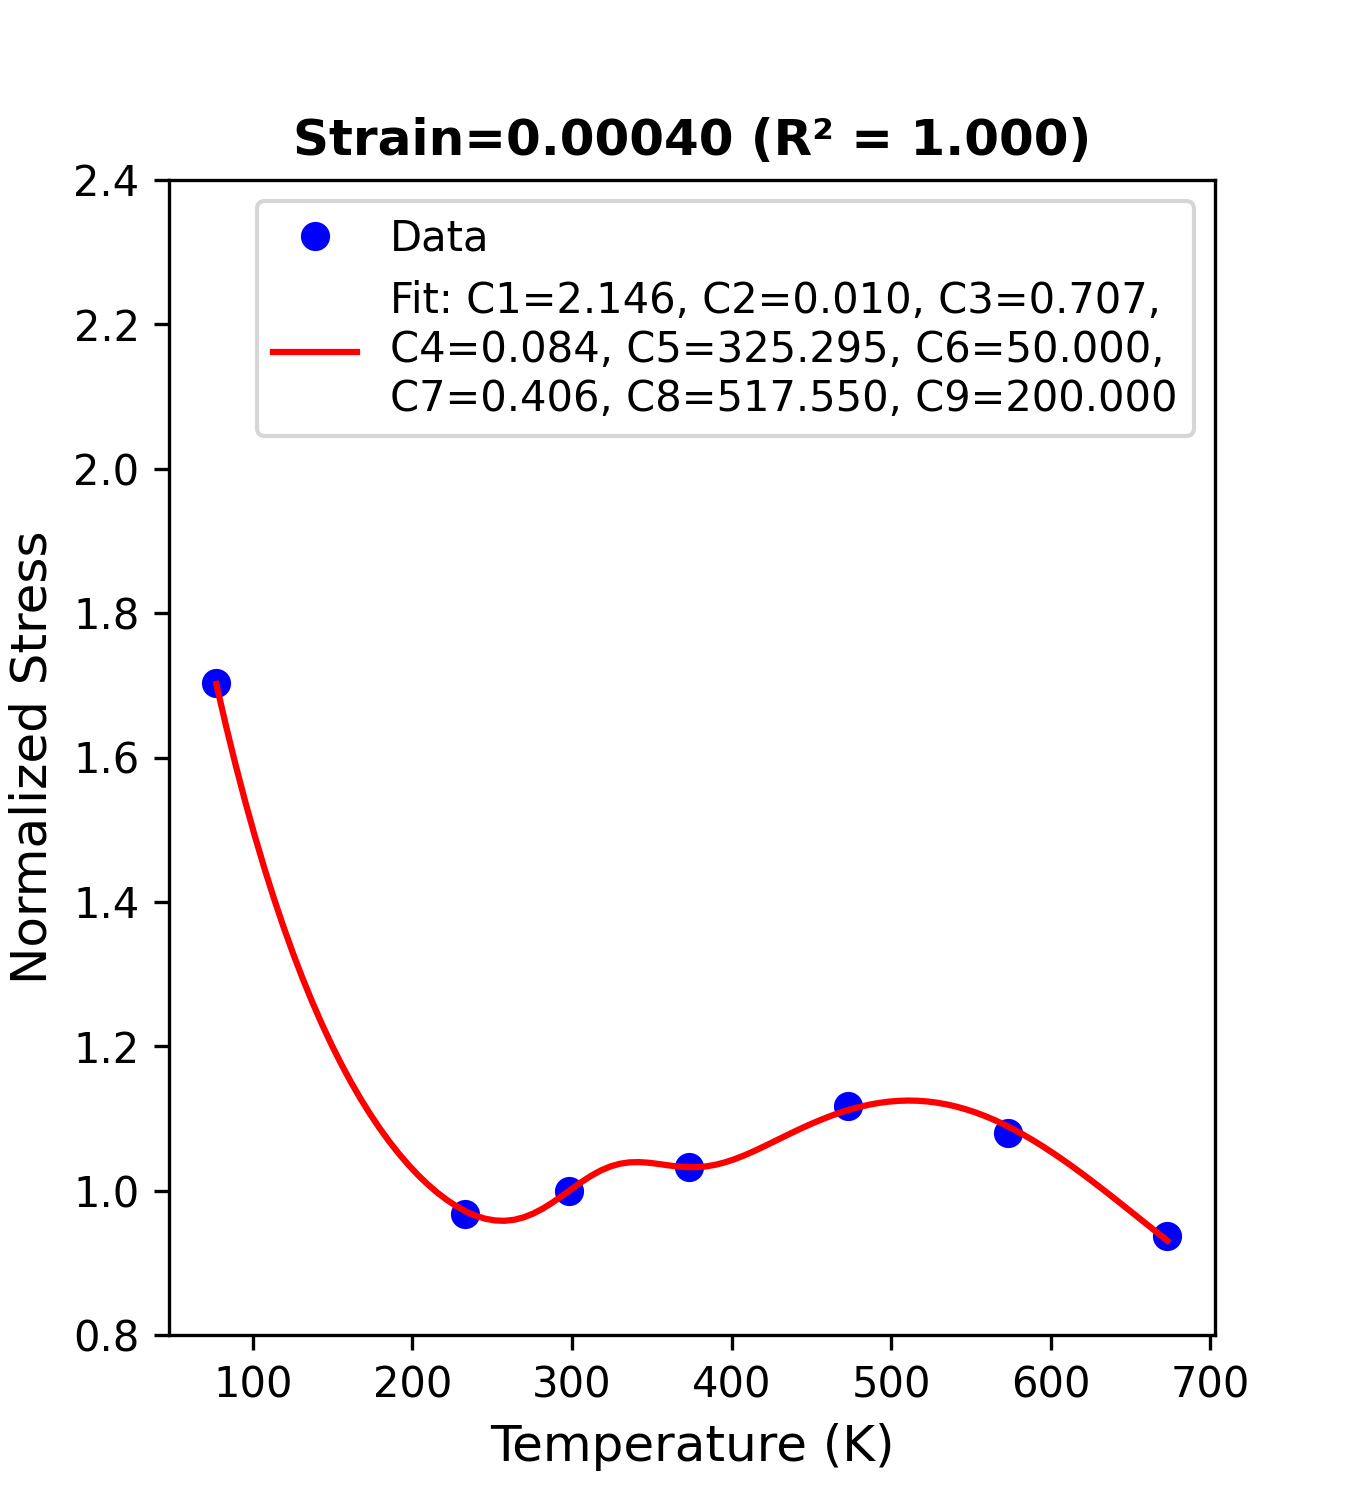 Strain=0.00040 (R² = 1.000)
Data
Fit: C1=2.146, C2=0.010, C3=0.707,
C4=0.084, C5=325.295, C6=50.000,
C7=0.406, C8=517.550, C9=200.000
Normalized Stress
2.4
2.2
2.0
1.8
1.6
1.4
1.2
1.0
0.8
100 200 300 400 500 600 700
Temperature (K)